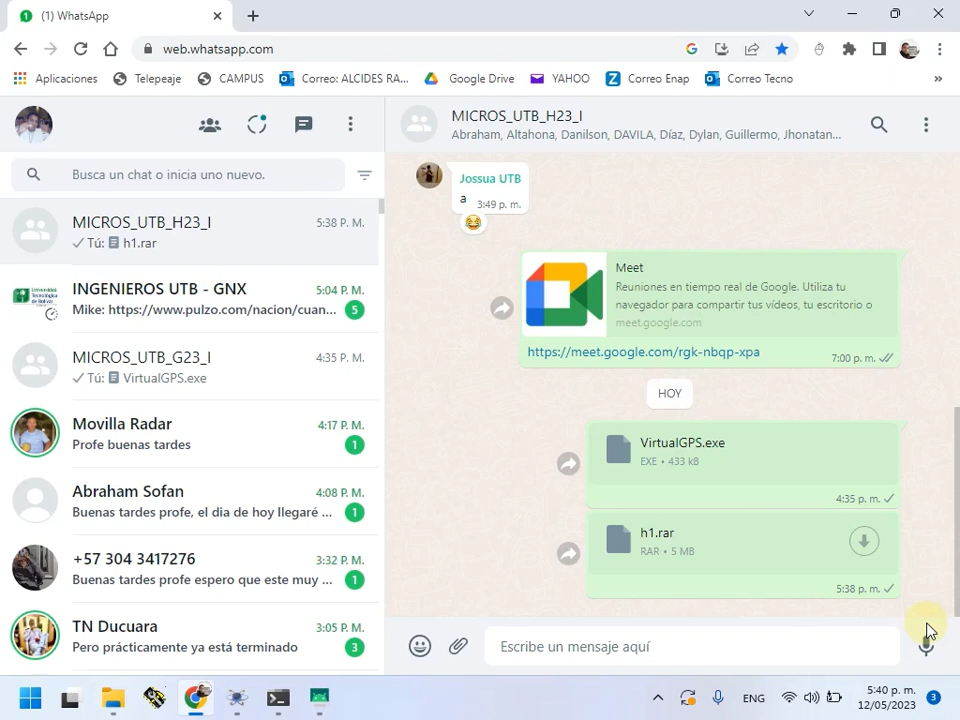 (1) WhatsApp
web.whatsapp.com
Aplicaciones
Telepeaje
CAMPUS
Correo: ALCIDES RA...
Google Drive
YAHOO
Correo Enap
Correo Tecno
»
Busca un chat o inicia uno nuevo.
MICROS_UTB_H23_I
5:38 P. M.
Tú: h1.rar
INGENIEROS UTB - GNX
5:04 P. M.
Mike: https://www.pulzo.com/nacion/cuan...
5
MICROS_UTB_G23_I
4:35 P. M.
Tú: VirtualGPS.exe
Movilla Radar
4:17 P. M.
Profe buenas tardes
1
Abraham Sofan
4:08 P. M.
Buenas tardes profe, el dia de hoy llegaré ...
1
+57 304 3417276
3:32 P. M.
Buenas tardes profe espero que este muy ...
1
TN Ducuara
3:05 P. M.
Pero prácticamente ya está terminado
3
MICROS_UTB_H23_I
Abraham, Altahona, Danilson, DAVILA, Díaz, Dylan, Guillermo, Jhonatan...
Jossua UTB
a
3:49 p. m.
Meet
Reuniones en tiempo real de Google. Utiliza tu
navegador para compartir tus vídeos, tu escritorio o
meet.google.com
https://meet.google.com/rgk-nbqp-xpa
7:00 p. m.
HOY
VirtualGPS.exe
EXE • 433 kB
4:35 p. m.
h1.rar
RAR • 5 MB
5:38 p. m.
Escribe un mensaje aquí
ENG
5:40 p. m.
12/05/2023
3